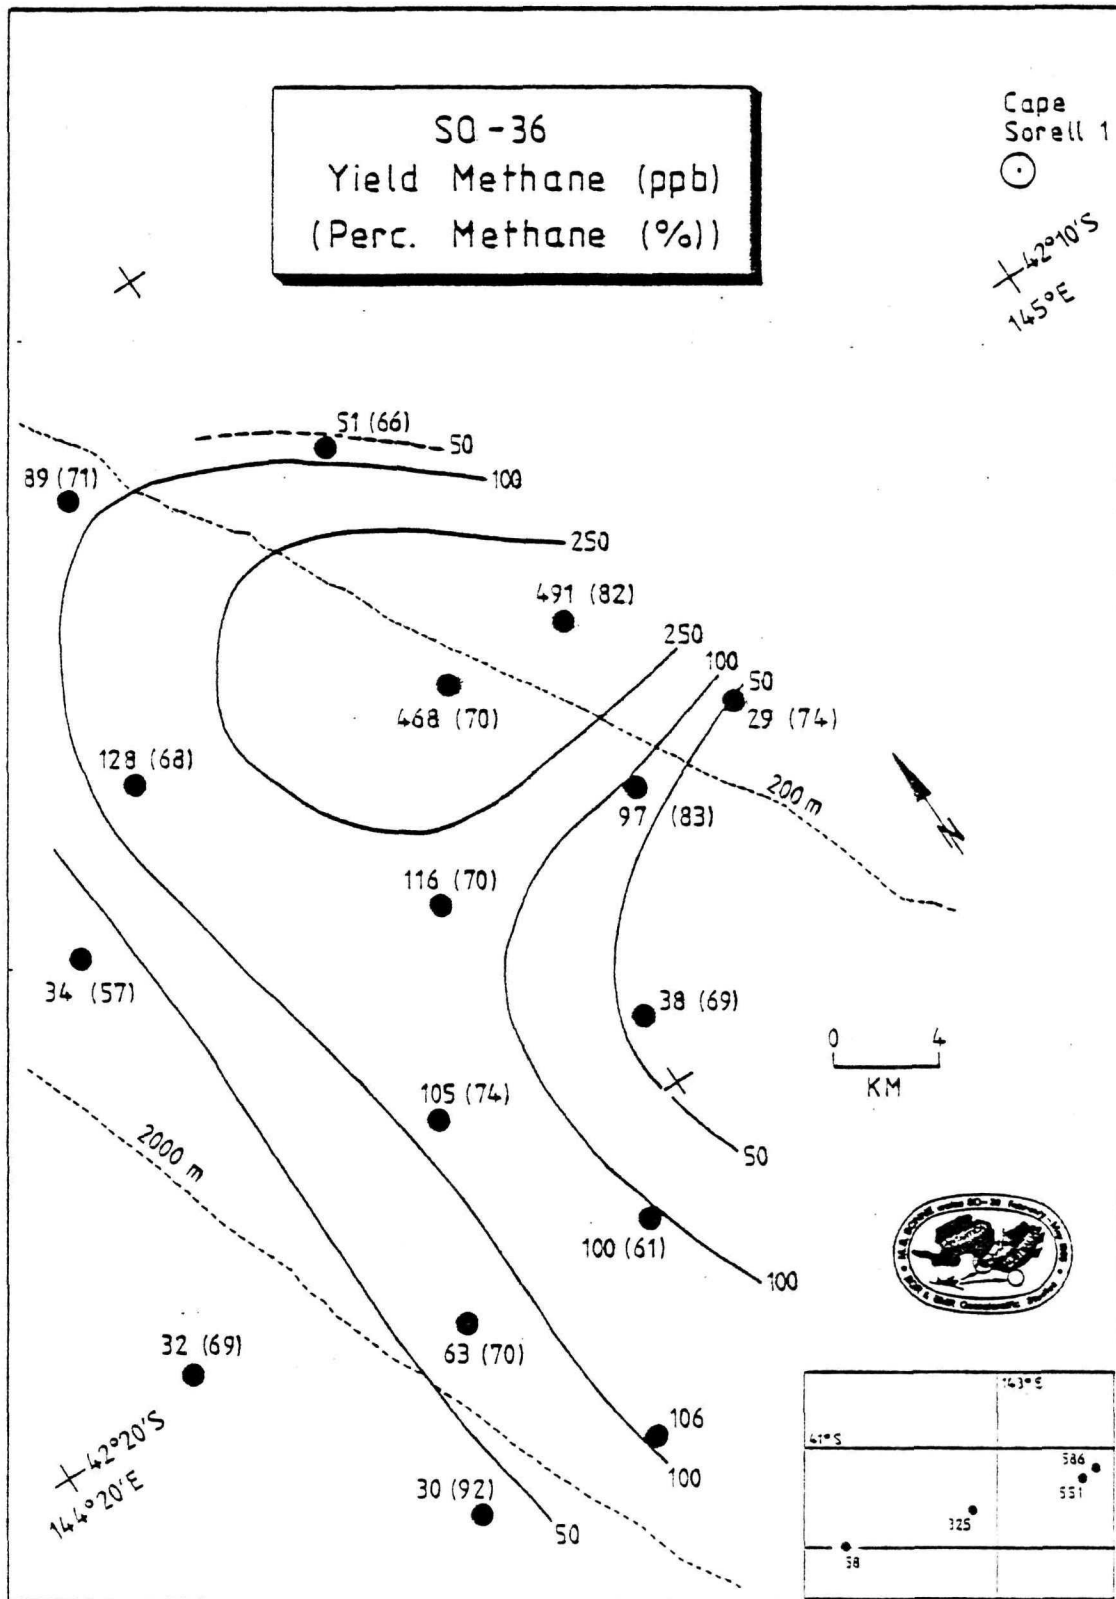 SO-36
Yield Methane (ppb)
(Perc. Methane (%))
Cape
Sorell 1
42°10'S
145°E
51 (66)
50
89 (71)
100
250
491 (82)
250
100
50
468 (70)
29 (74)
128 (68)
97 (83)
200 m
N
116 (70)
34 (57)
38 (69)
0 4
KM
105 (74)
2000 m
50
100 (61)
100
63 (70)
32 (69)
106
100
42°20'S
144°20'E
30 (92)
50
143°E
41°S
586
551
325
58